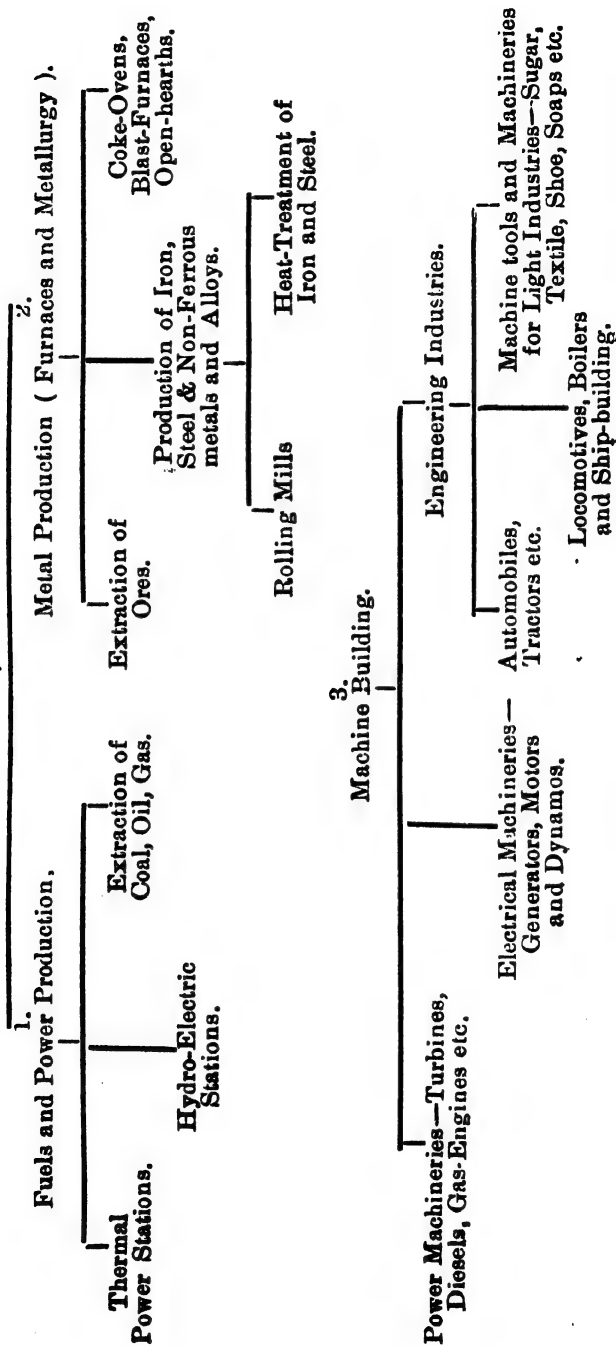 1.
Fuels and Power Production.
Thermal
Power Stations.
Hydro-Electric
Stations.
Extraction of
Coal, Oil, Gas.
2.
Metal Production ( Furnaces and Metallurgy ).
Extraction of
Ores.
Production of Iron,
Steel & Non-Ferrous
metals and Alloys.
Coke-Ovens,
Blast-Furnaces,
Open-hearths.
Rolling Mills
Heat-Treatment of
Iron and Steel.
3.
Machine Building.
Power Machineries—Turbines,
Diesels, Gas-Engines etc.
Electrical Machineries—
Generators, Motors
and Dynamos.
Engineering Industries.
Automobiles,
Tractors etc.
Locomotives, Boilers
and Ship-building.
Machine tools and Machineries
for Light Industries—Sugar,
Textile, Shoe, Soaps etc.